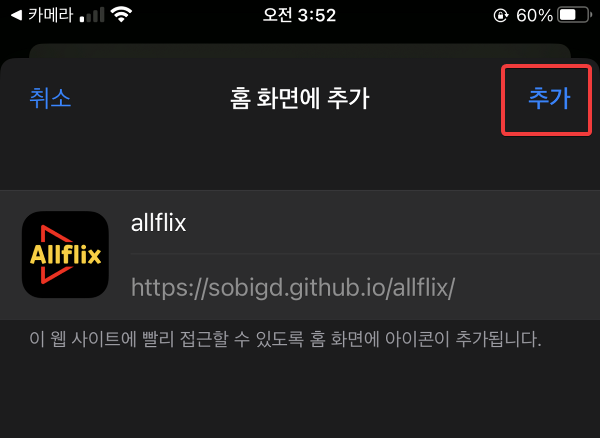 ◀ 카메라 오전 3:52 60%
취소 홈 화면에 추가 추가
allflix
Allflix
https://sobigd.github.io/allflix/
이 웹 사이트에 빨리 접근할 수 있도록 홈 화면에 아이콘이 추가됩니다.